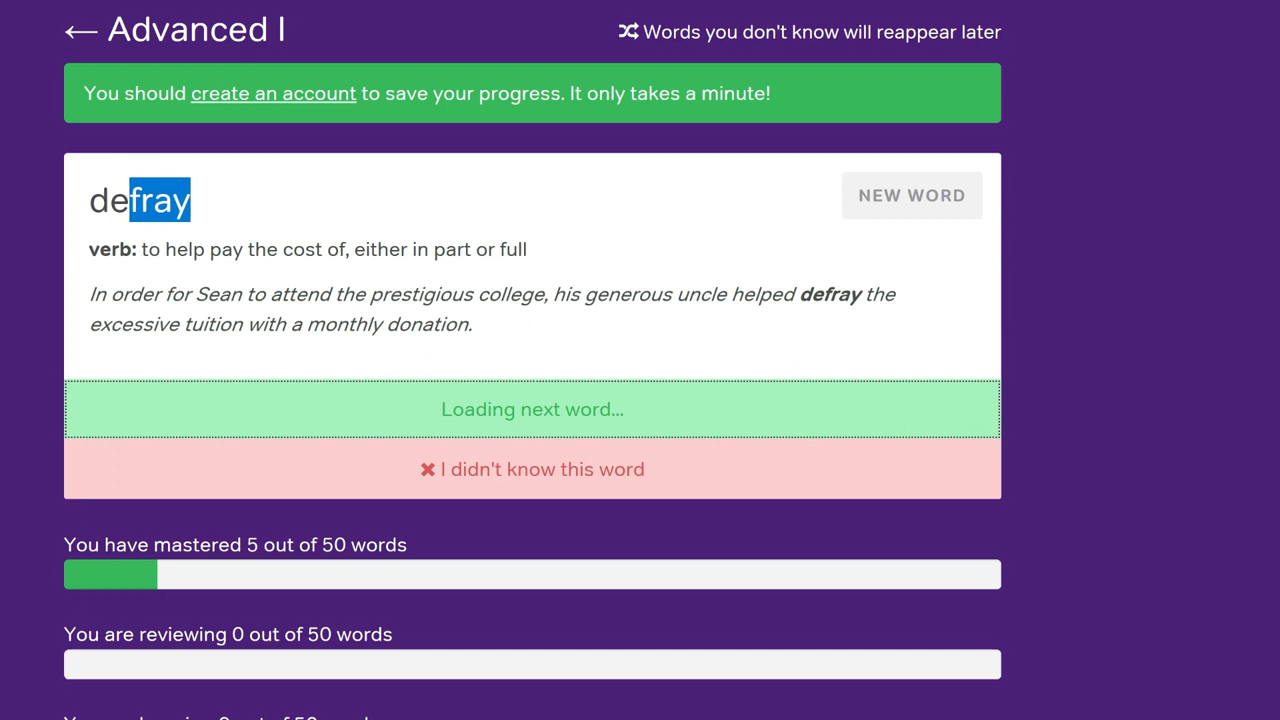 ← Advanced I
Words you don't know will reappear later
You should create an account to save your progress. It only takes a minute!
defray
NEW WORD
verb: to help pay the cost of, either in part or full
In order for Sean to attend the prestigious college, his generous uncle helped defray the
excessive tuition with a monthly donation.
Loading next word...
✖ I didn't know this word
You have mastered 5 out of 50 words
You are reviewing 0 out of 50 words